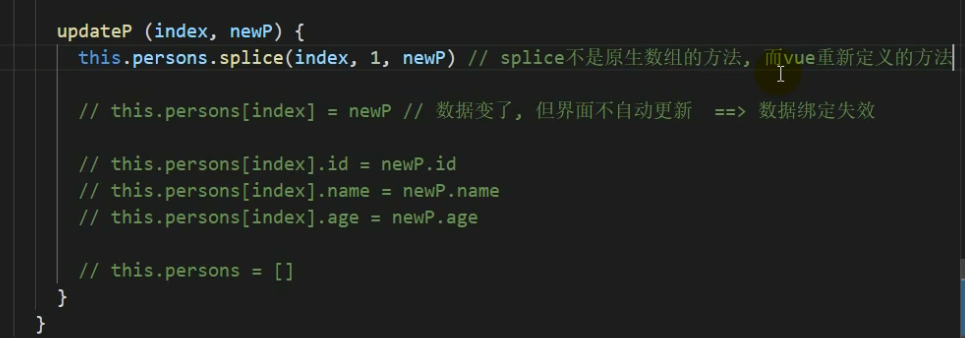 updateP (index, newP) {
this.persons.splice(index, 1, newP) // splice不是原生数组的方法, 而vue重新定义的方法
// this.persons[index] = newP // 数据变了, 但界面不自动更新 ==> 数据绑定失效
// this.persons[index].id = newP.id
// this.persons[index].name = newP.name
// this.persons[index].age = newP.age
// this.persons = []
}
}